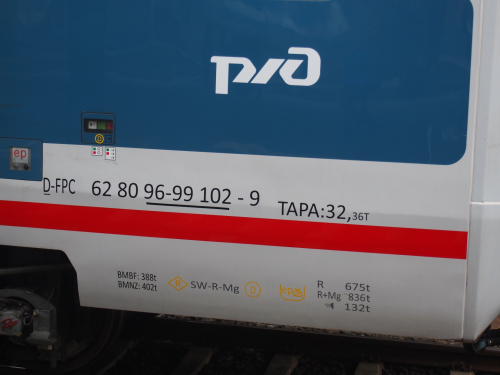 ржд
ep
D-FPC 62 80 96-99 102 - 9 ТАРА:32,36Т
BMBF: 388t
BMNZ: 402t
R SW-R-Mg D KPS
R 675t
R+Mg 836t
132t